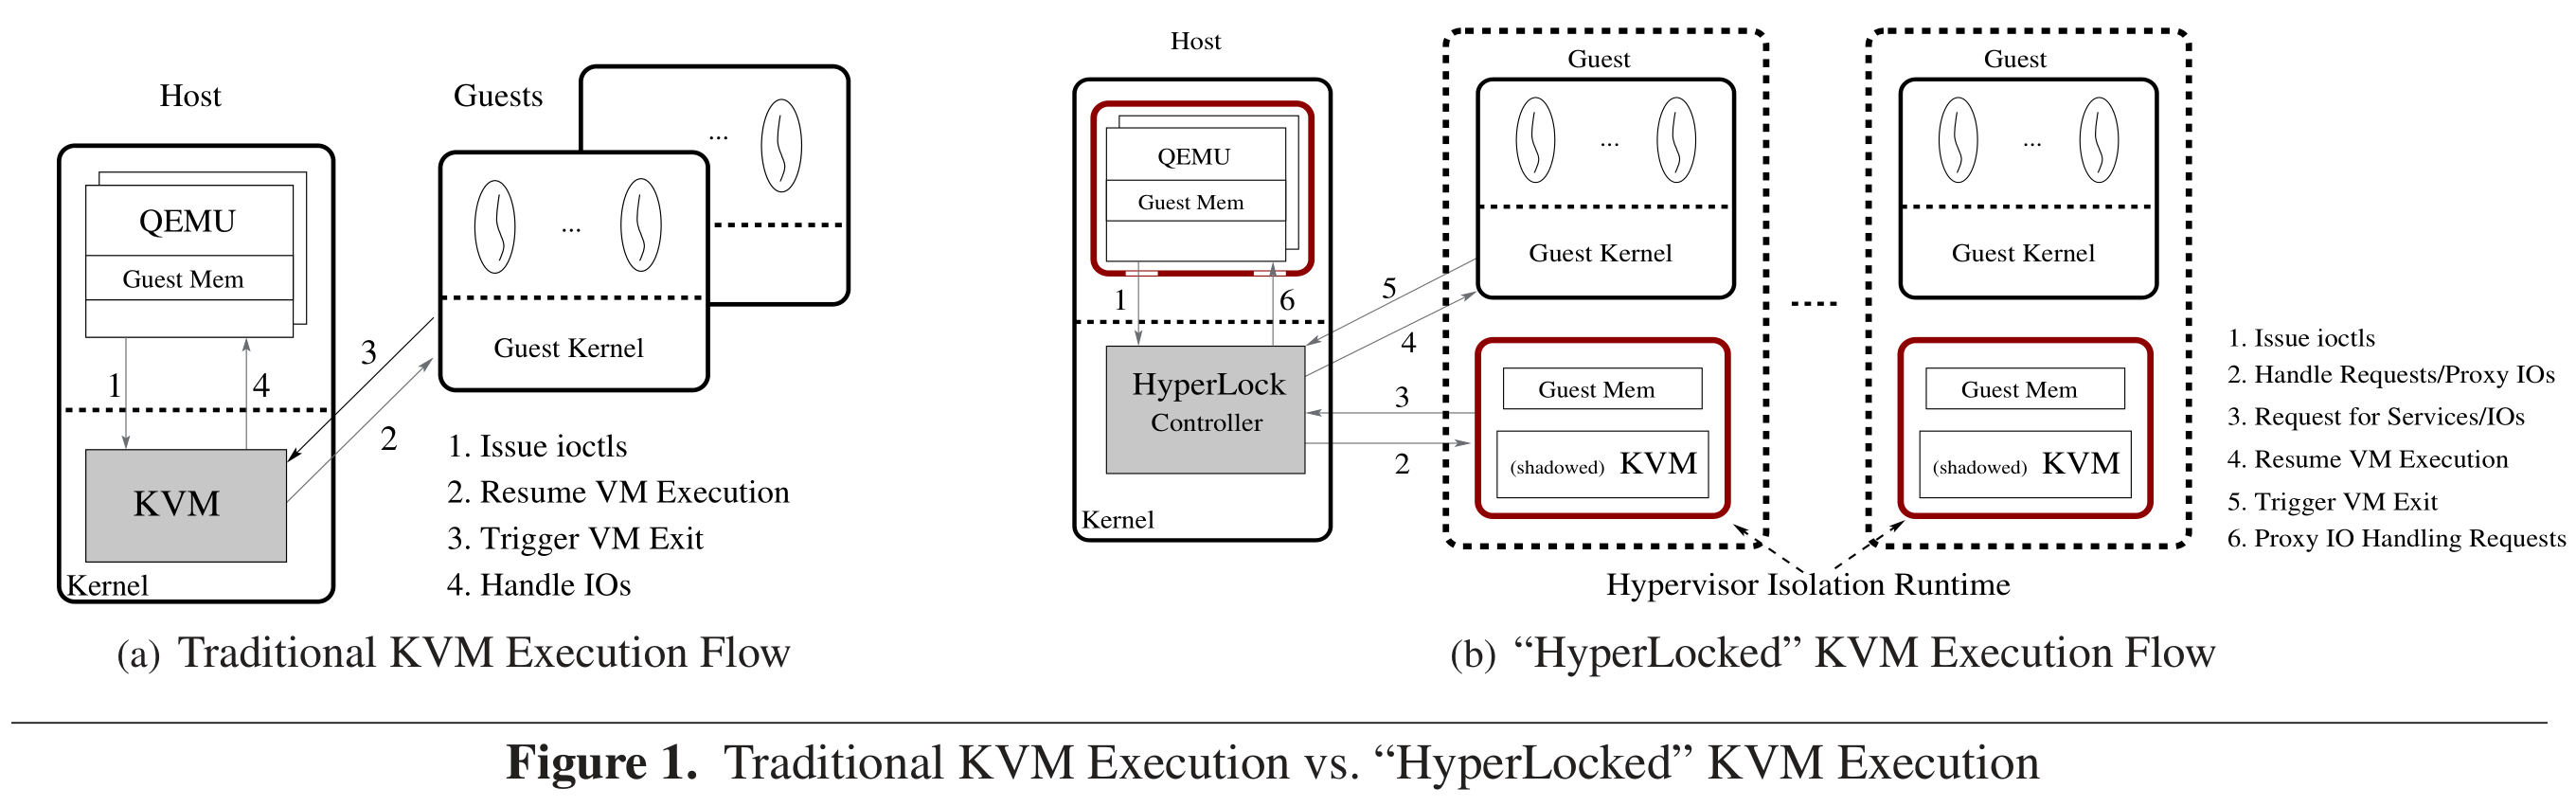 Host
Guests
...
QEMU
Guest Mem
...
Guest Kernel
1
4
3
2
KVM
Kernel
1. Issue ioctls
2. Resume VM Execution
3. Trigger VM Exit
4. Handle IOs
(a) Traditional KVM Execution Flow
Host
QEMU
Guest Mem
1
6
HyperLock
Controller
Kernel
5
4
3
2
Guest
...
Guest Kernel
Guest Mem
(shadowed) KVM
......
Guest
...
Guest Kernel
Guest Mem
(shadowed) KVM
Hypervisor Isolation Runtime
1. Issue ioctls
2. Handle Requests/Proxy IOs
3. Request for Services/IOs
4. Resume VM Execution
5. Trigger VM Exit
6. Proxy IO Handling Requests
(b) “HyperLocked” KVM Execution Flow
Figure 1. Traditional KVM Execution vs. “HyperLocked” KVM Execution